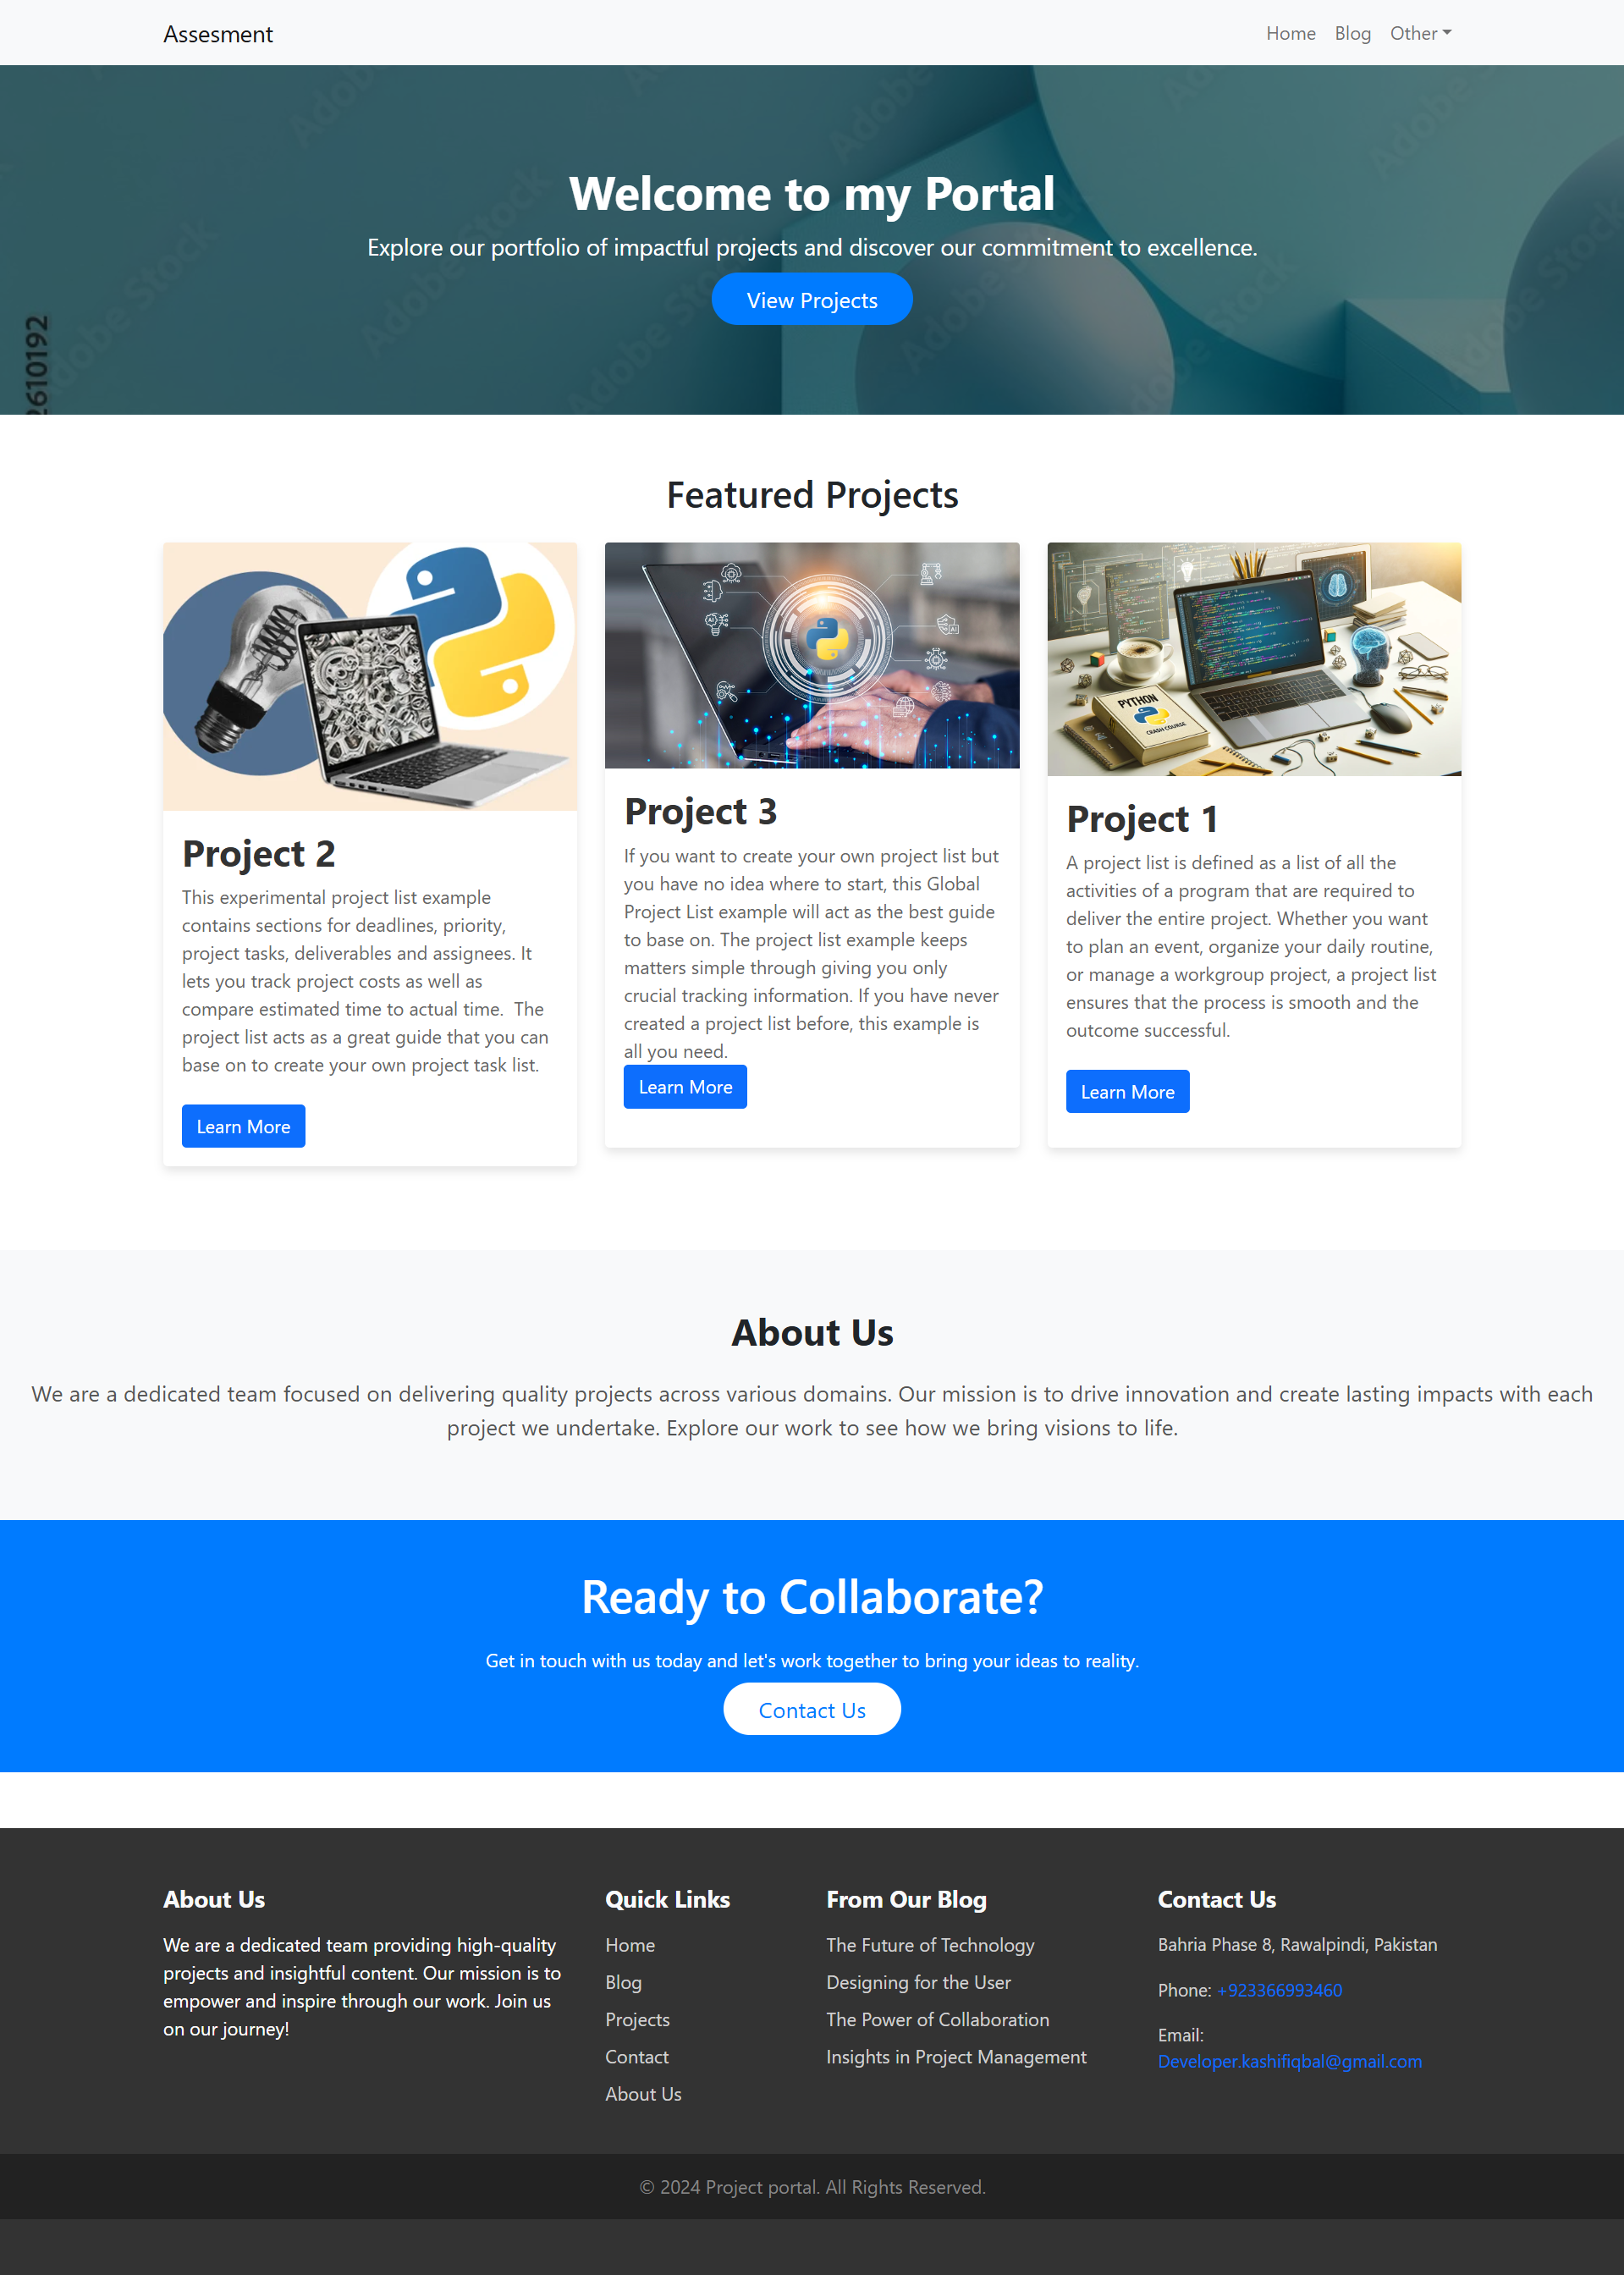 Assesment
Home Blog Other
Adobe Stock
2610192
Welcome to my Portal
Explore our portfolio of impactful projects and discover our commitment to excellence.
View Projects
Featured Projects
Project 2
This experimental project list example
contains sections for deadlines, priority,
project tasks, deliverables and assignees. It
lets you track project costs as well as
compare estimated time to actual time.  The
project list acts as a great guide that you can
base on to create your own project task list.
Learn More
AI
AI
Project 3
If you want to create your own project list but
you have no idea where to start, this Global
Project List example will act as the best guide
to base on. The project list example keeps
matters simple through giving you only
crucial tracking information. If you have never
created a project list before, this example is
all you need.
Learn More
PYTHON
CRASH COURSE
Project 1
A project list is defined as a list of all the
activities of a program that are required to
deliver the entire project. Whether you want
to plan an event, organize your daily routine,
or manage a workgroup project, a project list
ensures that the process is smooth and the
outcome successful.
Learn More
About Us
We are a dedicated team focused on delivering quality projects across various domains. Our mission is to drive innovation and create lasting impacts with each
project we undertake. Explore our work to see how we bring visions to life.
Ready to Collaborate?
Get in touch with us today and let's work together to bring your ideas to reality.
Contact Us
About Us
We are a dedicated team providing high-quality
projects and insightful content. Our mission is to
empower and inspire through our work. Join us
on our journey!
Quick Links
Home
Blog
Projects
Contact
About Us
From Our Blog
The Future of Technology
Designing for the User
The Power of Collaboration
Insights in Project Management
Contact Us
Bahria Phase 8, Rawalpindi, Pakistan
Phone: +923366993460
Email:
Developer.kashifiqbal@gmail.com
© 2024 Project portal. All Rights Reserved.